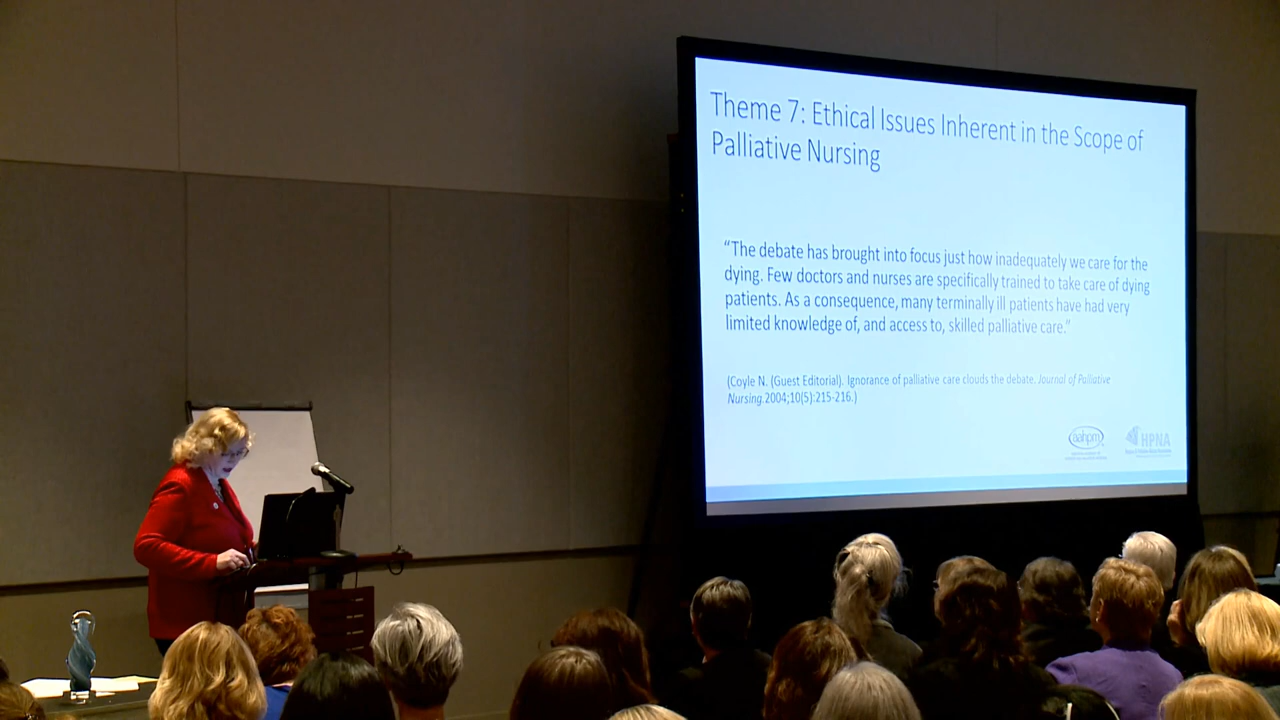 Theme 7: Ethical Issues Inherent in the Scope of
Palliative Nursing
“The debate has brought into focus just how inadequately we care for the
dying. Few doctors and nurses are specifically trained to take care of dying
patients. As a consequence, many terminally ill patients have had very
limited knowledge of, and access to, skilled palliative care.”
(Coyle N. (Guest Editorial). Ignorance of palliative care clouds the debate. Journal of Palliative
Nursing.2004;10(5):215-216.)
aahpm
HPNA